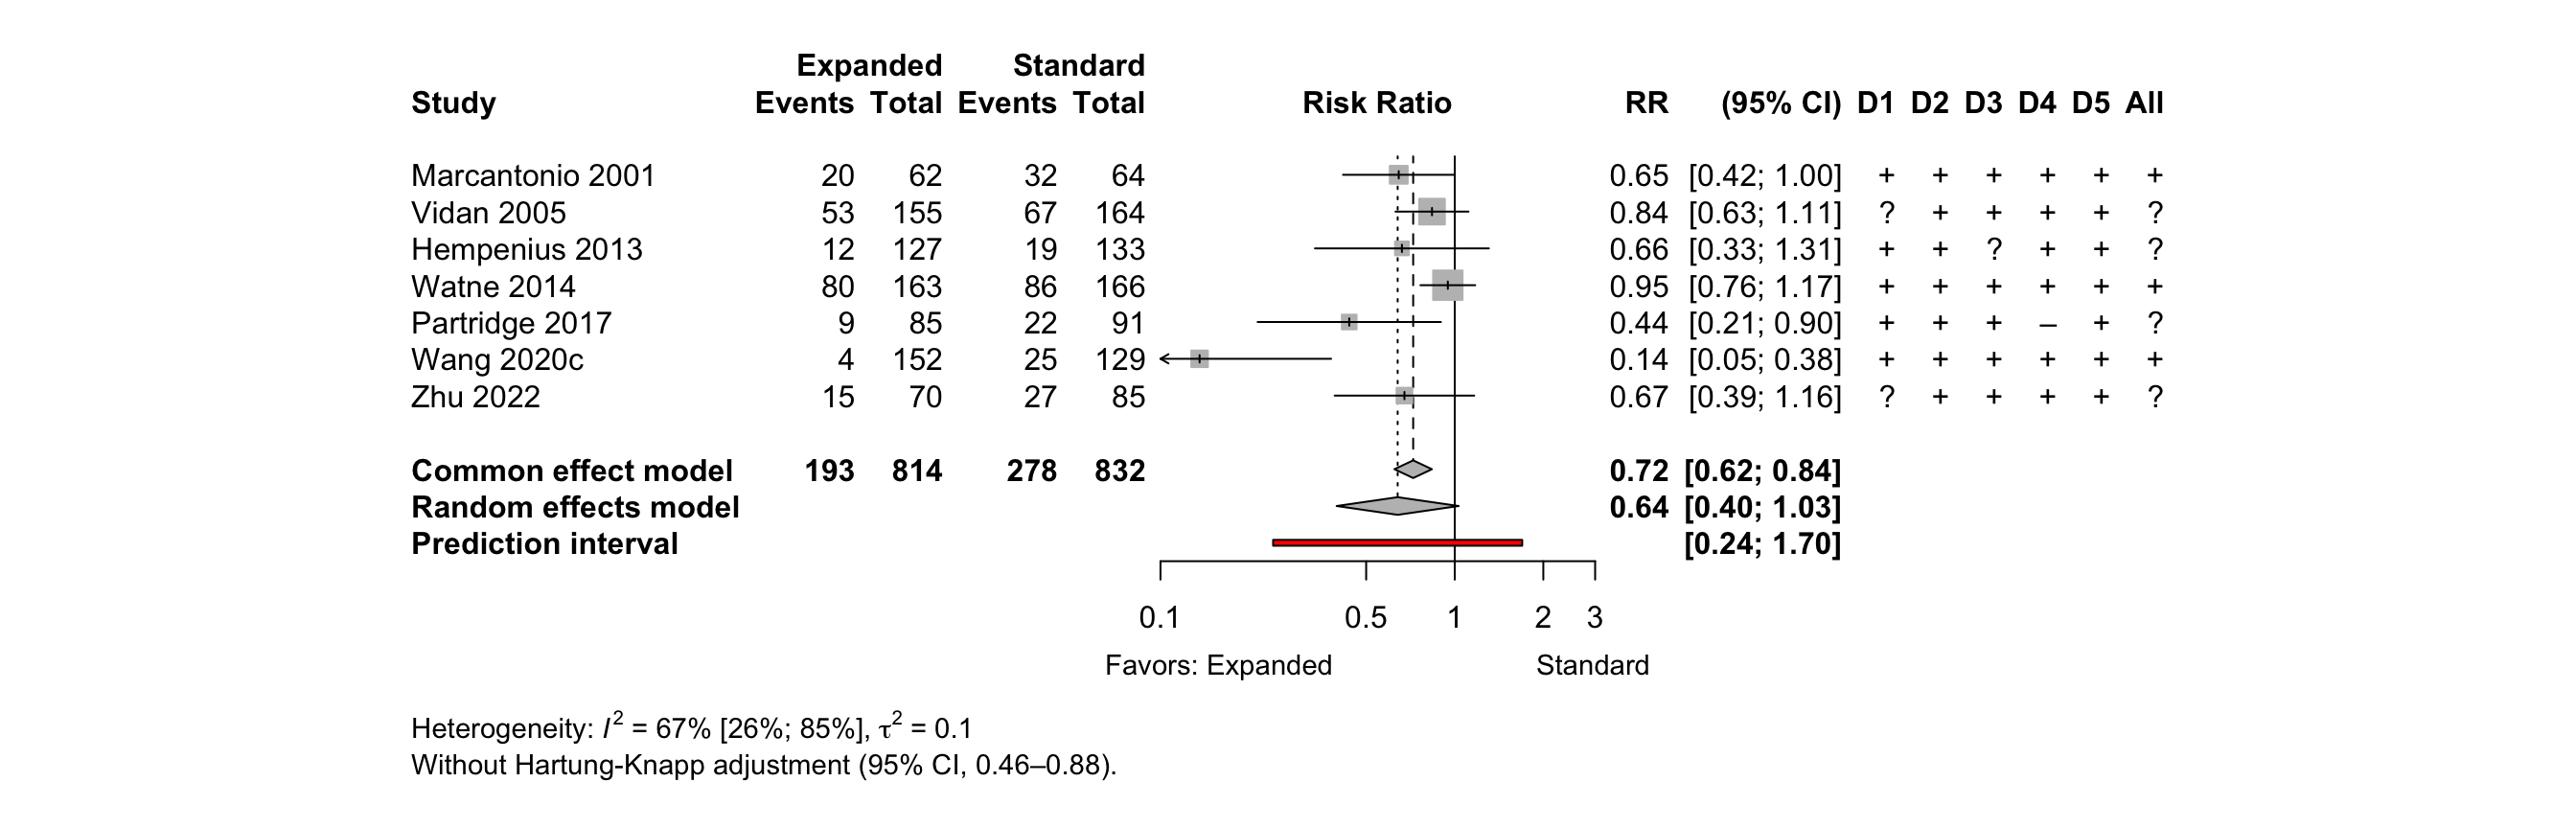 Expanded Standard
Study Events Total Events Total Risk Ratio RR (95% CI) D1 D2 D3 D4 D5 All
Marcantonio 2001 20 62 32 64 0.65 [0.42; 1.00] + + + + + +
Vidan 2005 53 155 67 164 0.84 [0.63; 1.11] ? + + + + ?
Hempenius 2013 12 127 19 133 0.66 [0.33; 1.31] + + ? + + ?
Watne 2014 80 163 86 166 0.95 [0.76; 1.17] + + + + + +
Partridge 2017 9 85 22 91 0.44 [0.21; 0.90] + + + – + ?
Wang 2020c 4 152 25 129 0.14 [0.05; 0.38] + + + + + +
Zhu 2022 15 70 27 85 0.67 [0.39; 1.16] ? + + + + ?
Common effect model 193 814 278 832 0.72 [0.62; 0.84]
Random effects model 0.64 [0.40; 1.03]
Prediction interval [0.24; 1.70]
0.1 0.5 1 2 3
Favors: Expanded Standard
Heterogeneity: I² = 67% [26%; 85%], τ² = 0.1
Without Hartung-Knapp adjustment (95% CI, 0.46–0.88).